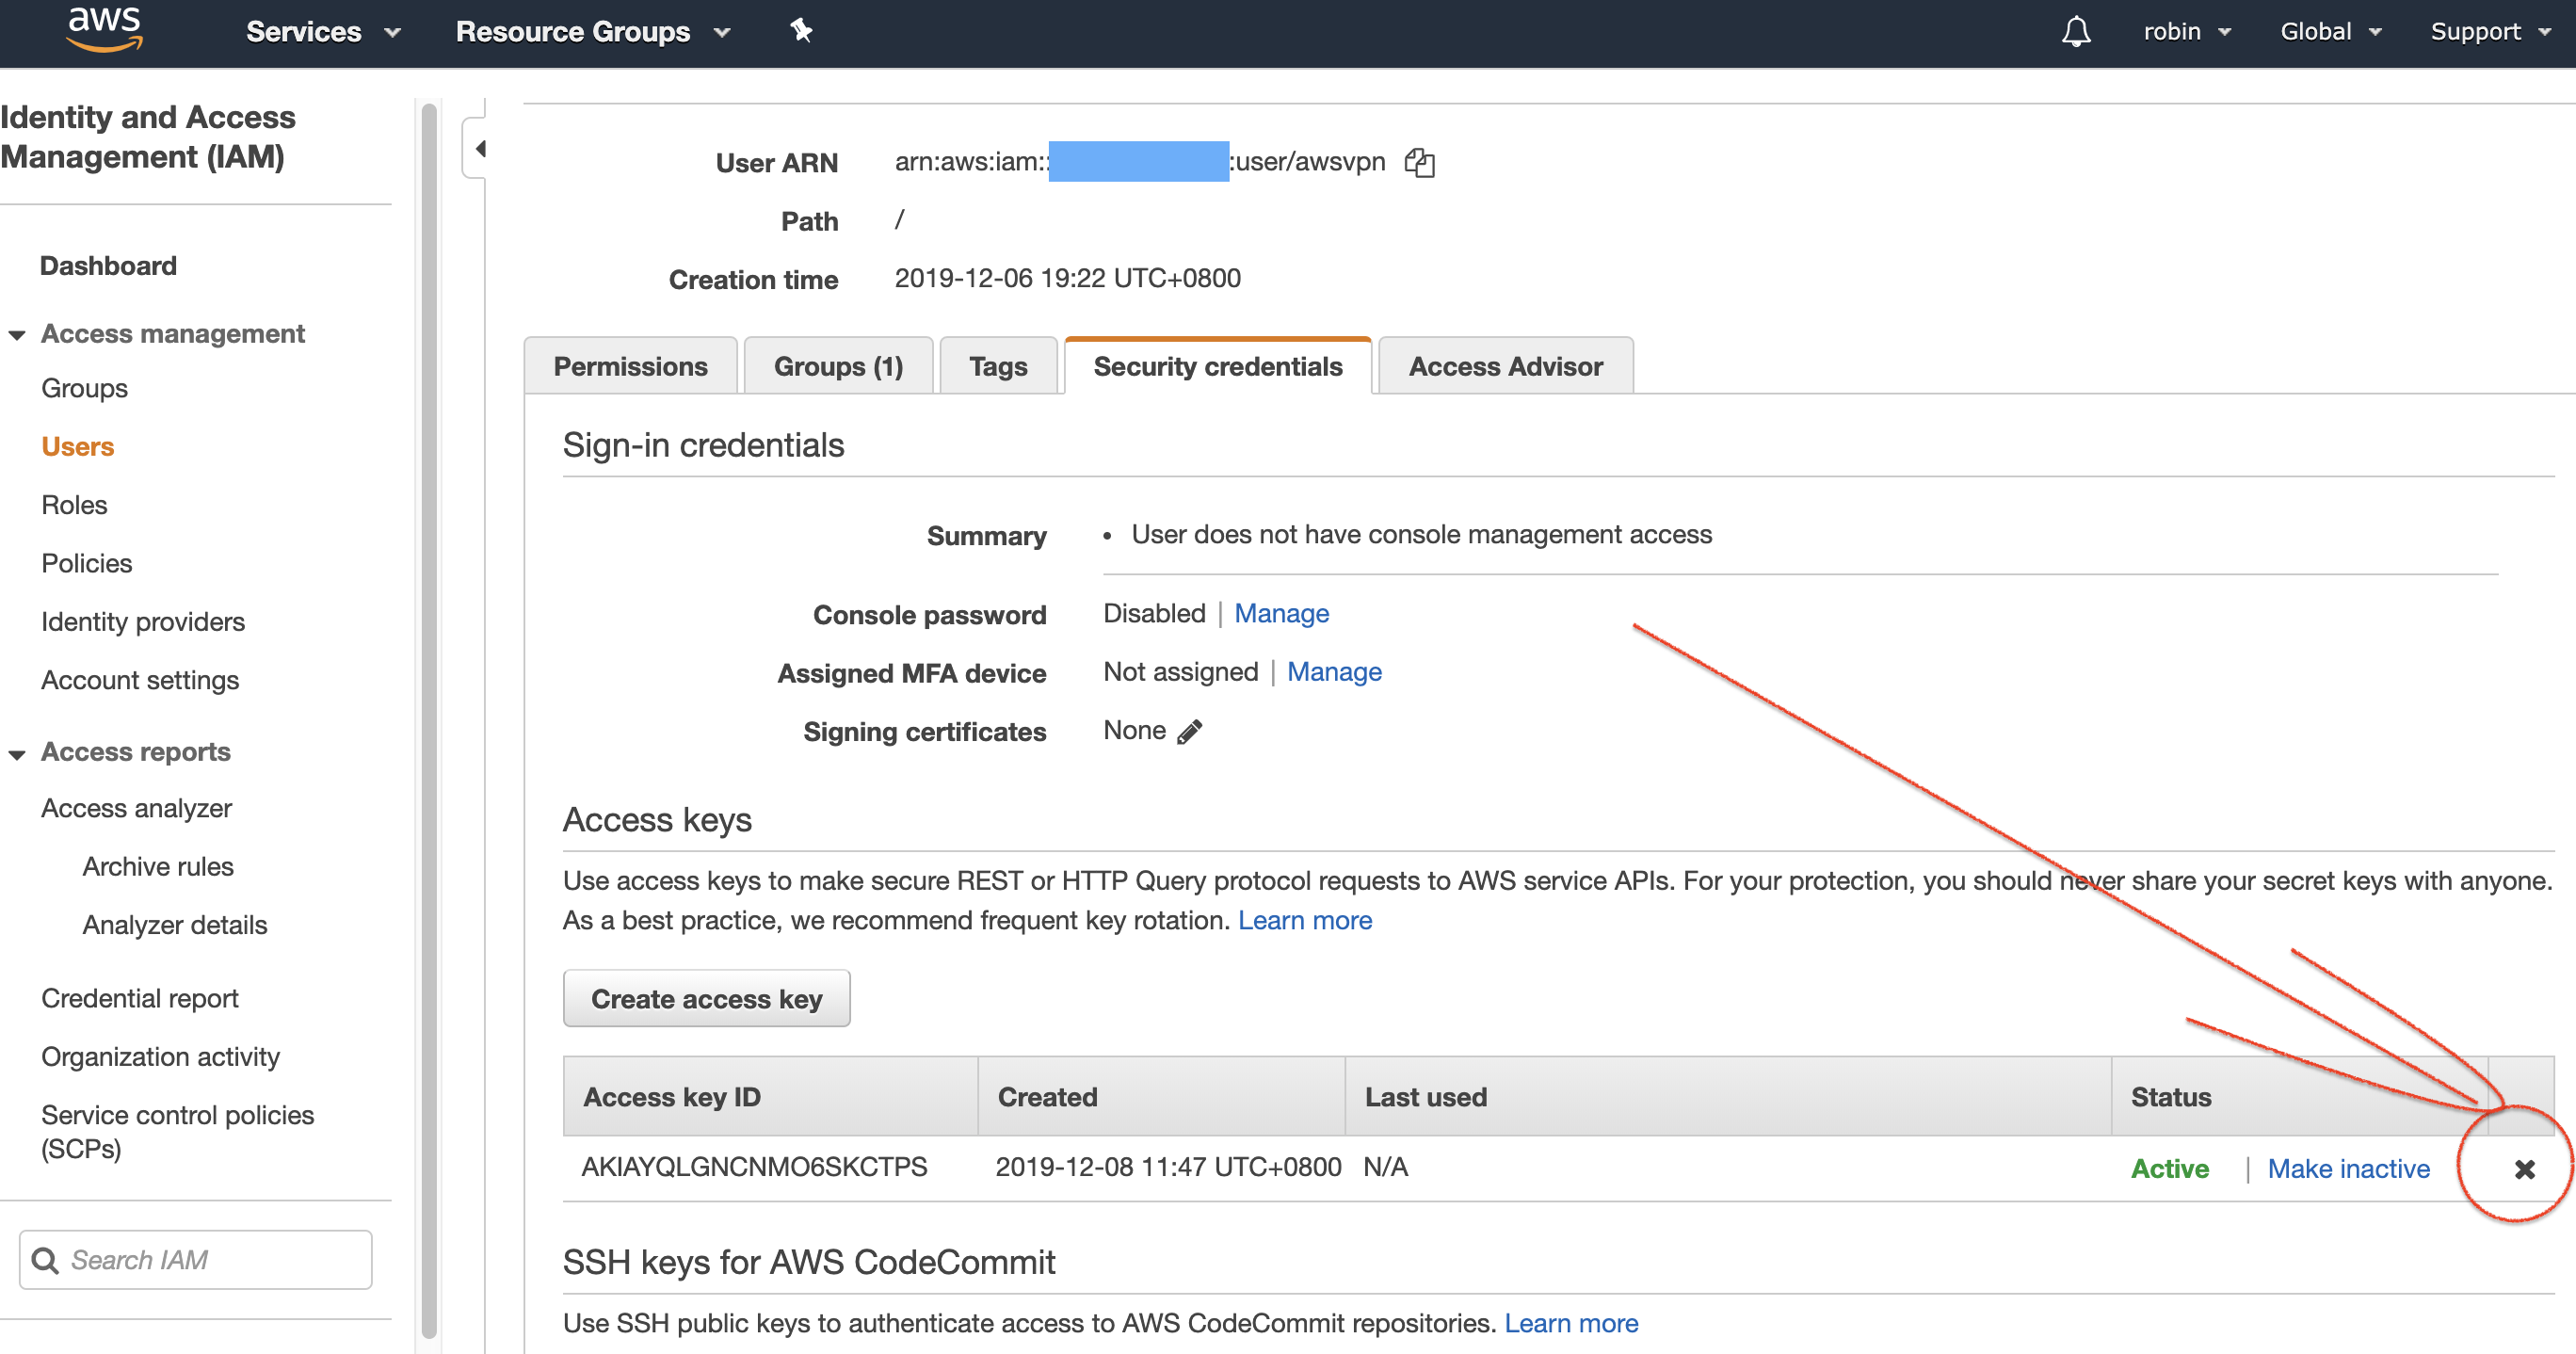 aws
Services
Resource Groups
robin
Global
Support
Identity and Access
Management (IAM)
Dashboard
Access management
Groups
Users
Roles
Policies
Identity providers
Account settings
Access reports
Access analyzer
Archive rules
Analyzer details
Credential report
Organization activity
Service control policies
(SCPs)
Search IAM
User ARN arn:aws:iam:: :user/awsvpn
Path /
Creation time 2019-12-06 19:22 UTC+0800
Permissions
Groups (1)
Tags
Security credentials
Access Advisor
Sign-in credentials
Summary • User does not have console management access
Console password Disabled | Manage
Assigned MFA device Not assigned | Manage
Signing certificates None
Access keys
Use access keys to make secure REST or HTTP Query protocol requests to AWS service APIs. For your protection, you should never share your secret keys with anyone.
As a best practice, we recommend frequent key rotation. Learn more
Create access key
Access key ID Created Last used Status
AKIAYQLGNCNMO6SKCTPS 2019-12-08 11:47 UTC+0800 N/A Active | Make inactive
SSH keys for AWS CodeCommit
Use SSH public keys to authenticate access to AWS CodeCommit repositories. Learn more